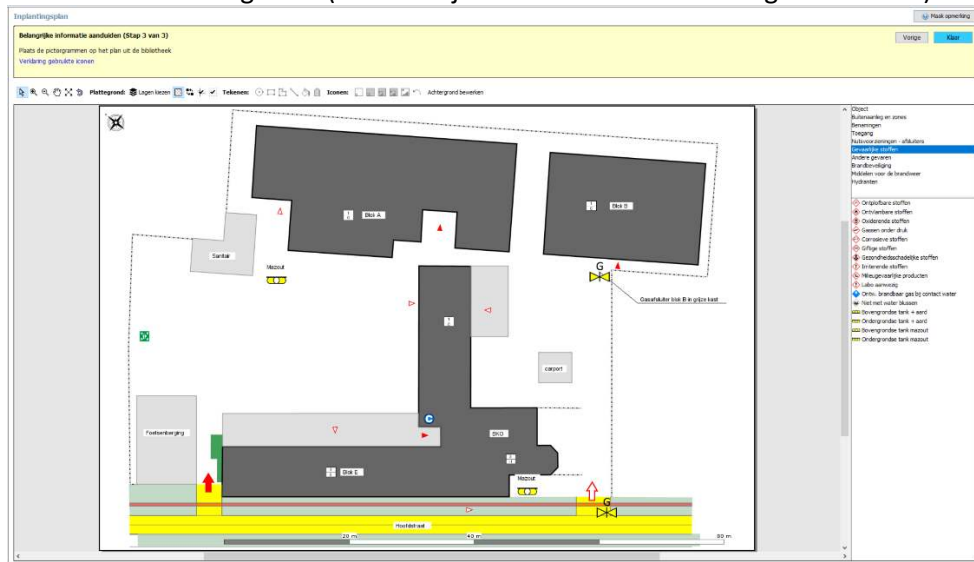 Inplantingsplan
Maak opmerking
Belangrijke informatie aanduiden (Stap 3 van 3)
Vorige
Klaar
Plaats de pictogrammen op het plan uit de bibliotheek
Verklaring gebruikte iconen
Plattegrond:
Lagen kiezen
Tekenen:
Iconen:
Achtergrond bewerken
Object
Buitenaanleg en zones
Benamingen
Toegang
Nutsvoorzieningen - afsluiters
Gevaarlijke stoffen
Andere gevaren
Brandbeveiliging
Middelen voor de brandweer
Hydranten
Ontplofbare stoffen
Ontvlambare stoffen
Oxiderende stoffen
Gassen onder druk
Corrosieve stoffen
Giftige stoffen
Gezondheidsschadelijke stoffen
Irriterende stoffen
Milieugevaarlijke producten
Labo aanwezig
Ontw. brandbaar gas bij contact water
Niet met water blussen
Bovengrondse tank + aard
Ondergrondse tank + aard
Bovengrondse tank mazout
Ondergrondse tank mazout
Blok A
Blok B
Sanitair
Mazout
G
Gasafsluiter blok B in grijze kast
carport
C
Fietsenberging
BKO
Blok E
Mazout
G
Hoofdstraat
20 m
40 m
80 m